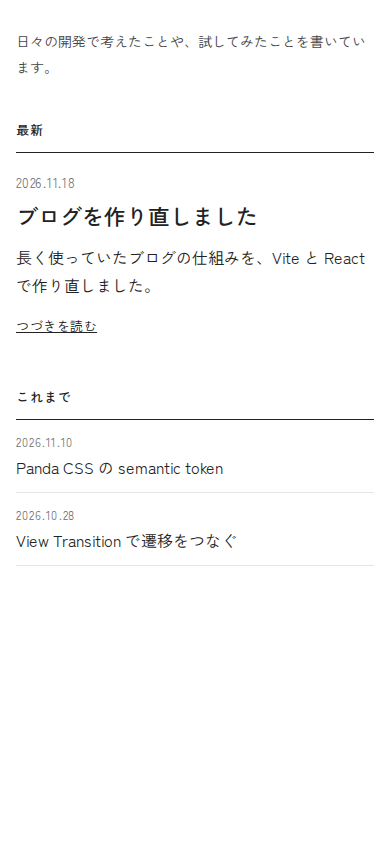 日々の開発で考えたことや、試してみたことを書いてい
ます。
最新
2026.11.18
ブログを作り直しました
長く使っていたブログの仕組みを、Vite と React
で作り直しました。
つづきを読む
これまで
2026.11.10
Panda CSS の semantic token
2026.10.28
View Transition で遷移をつなぐ